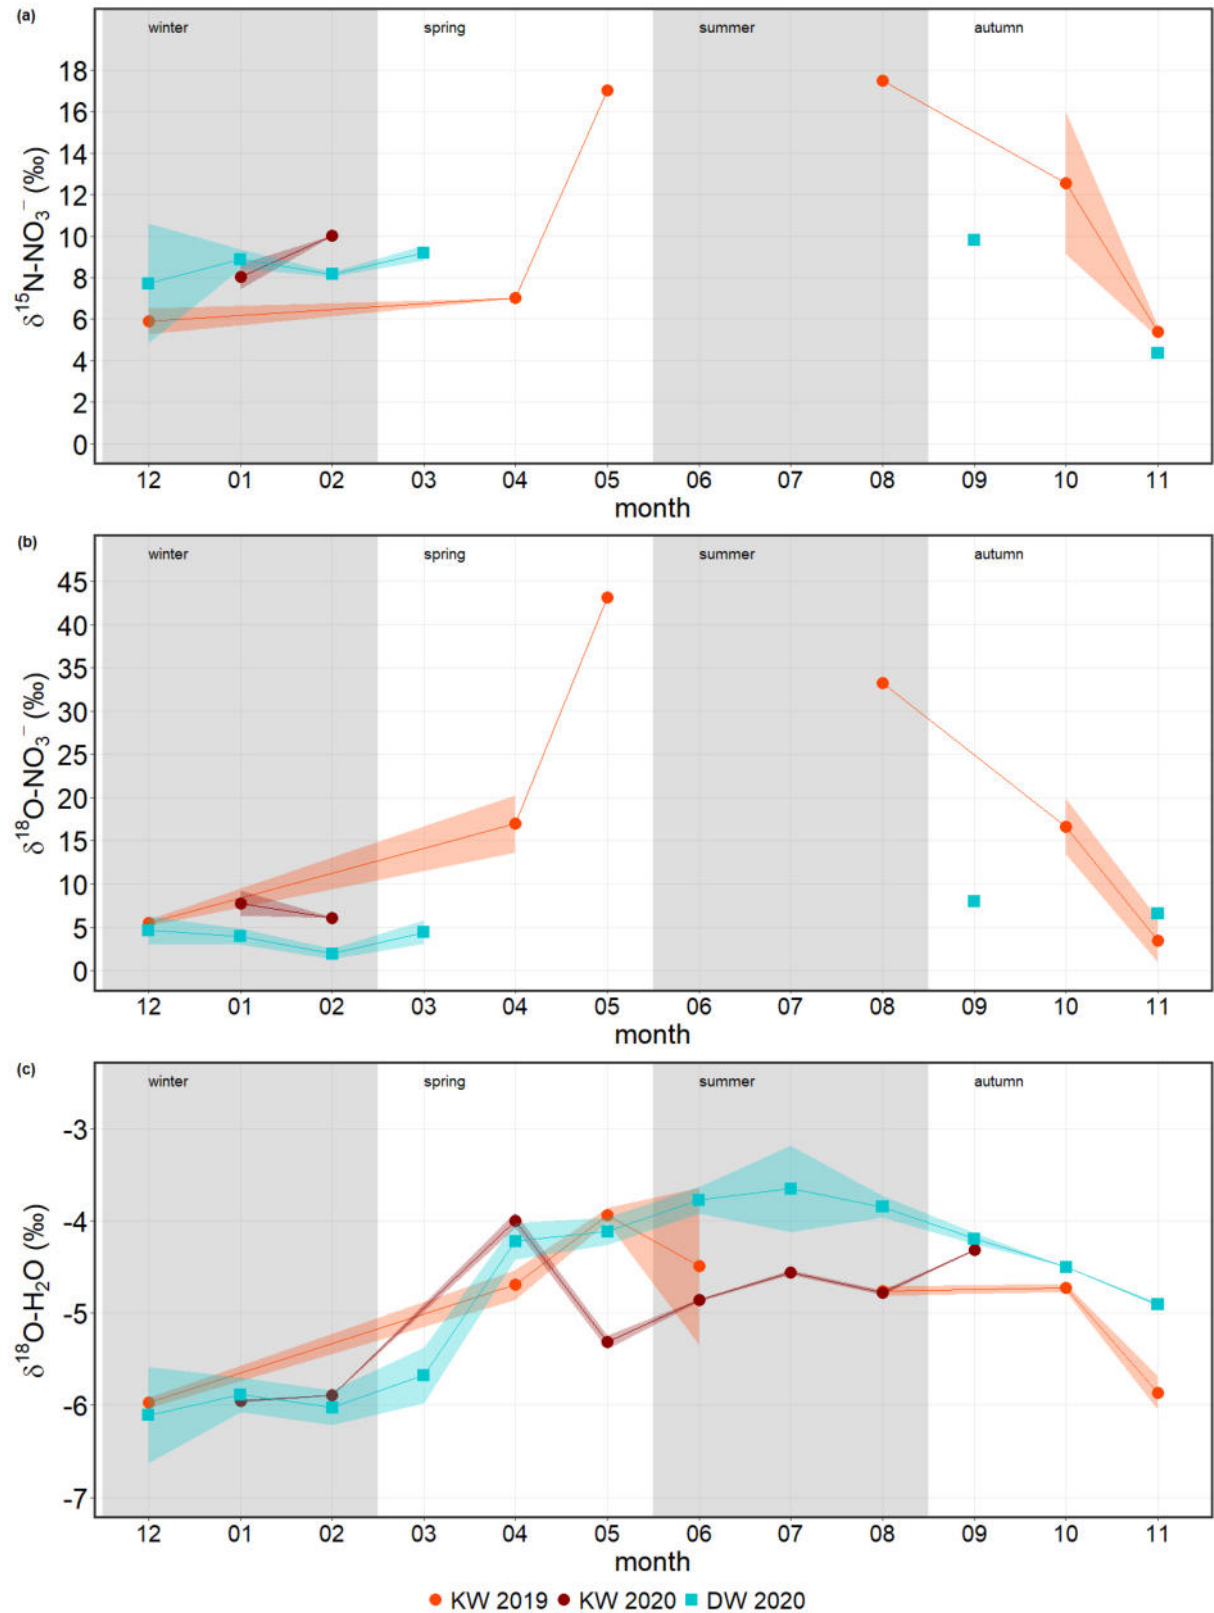 (a)
winter spring summer autumn
18
16
14
12
10
8
6
4
2
0
δ¹⁵N-NO₃⁻ (‰)
12 01 02 03 04 05 06 07 08 09 10 11
month
(b)
winter spring summer autumn
45
40
35
30
25
20
15
10
5
0
δ¹⁸O-NO₃⁻ (‰)
12 01 02 03 04 05 06 07 08 09 10 11
month
(c)
winter spring summer autumn
-3
-4
-5
-6
-7
δ¹⁸O-H₂O (‰)
12 01 02 03 04 05 06 07 08 09 10 11
month
KW 2019 KW 2020 DW 2020